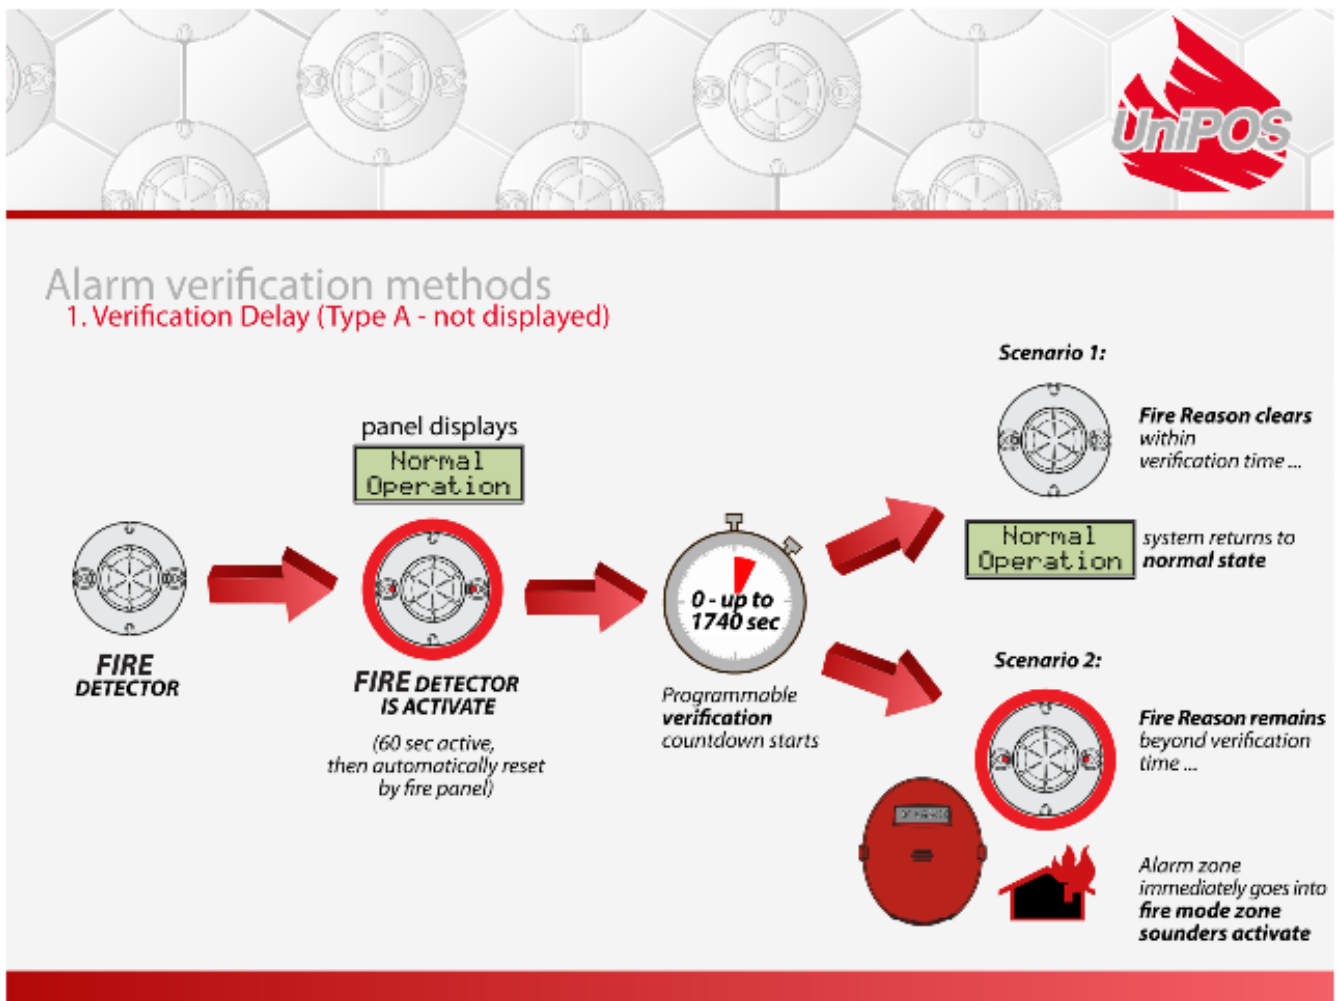 UniPOS
Alarm verification methods
1. Verification Delay (Type A - not displayed)
panel displays
Normal
Operation
FIRE
DETECTOR
FIRE DETECTOR
IS ACTIVATE
(60 sec active,
then automatically reset
by fire panel)
0 - up to
1740 sec
Programmable
verification
countdown starts
Scenario 1:
Fire Reason clears
within
verification time ...
Normal
Operation
system returns to
normal state
Scenario 2:
Fire Reason remains
beyond verification
time ...
Alarm zone
immediately goes into
fire mode zone
sounders activate